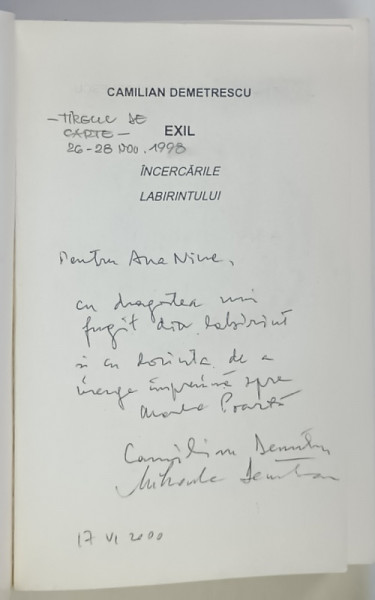 CAMILIAN DEMETRESCU
– TÎRGUL DE
CARTE –
26-28 NOV. 1998
EXIL
ÎNCERCĂRILE
LABIRINTULUI
Pentru Ana Nine,
cu dragostea unui
fugit din labirint
și cu dorința de a
merge împreună spre
Marea Poartă
Camilian Demetrescu
Mihaela
17 VI 2000